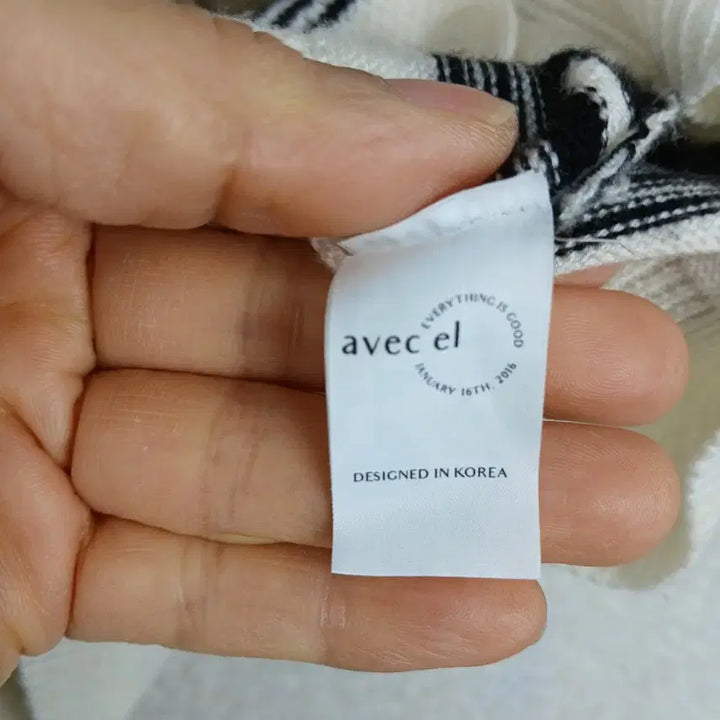 EVERYTHING IS GOOD
avec el
JANUARY 16TH. 2016
DESIGNED IN KOREA